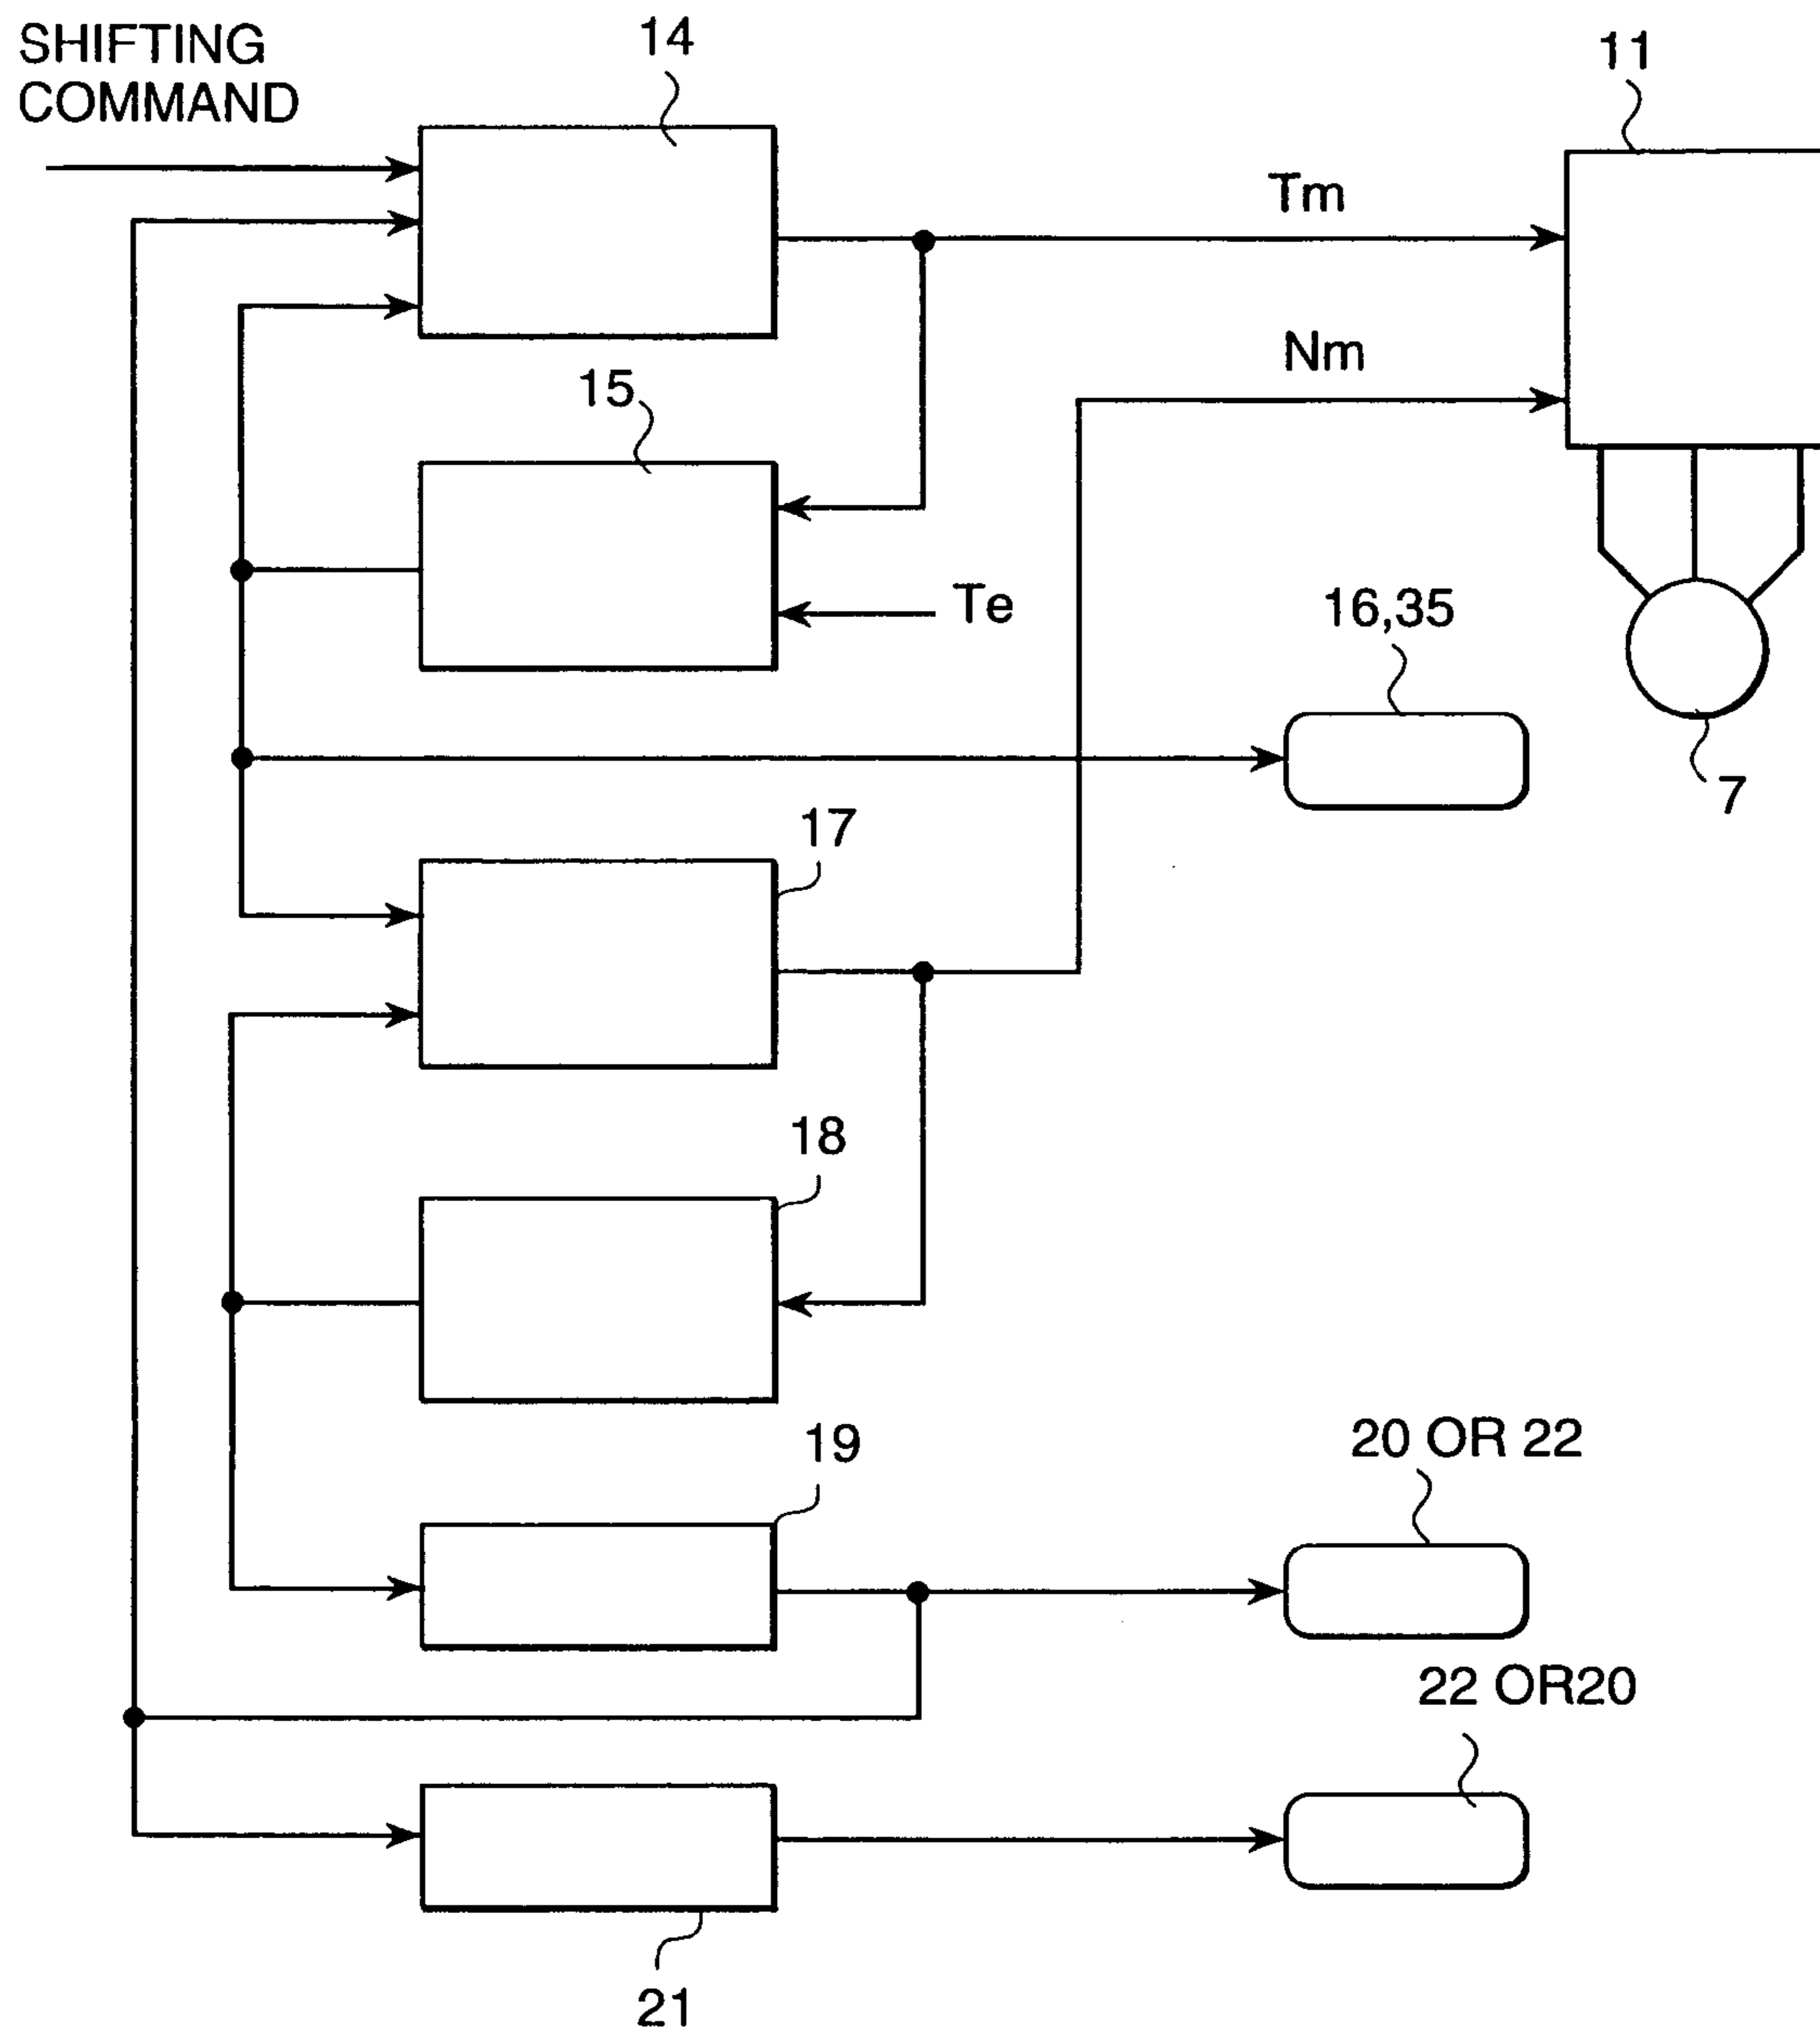 SHIFTING
COMMAND
14
11
Tm
Nm
15
Te
16,35
7
17
18
19
20 OR 22
22 OR20
21